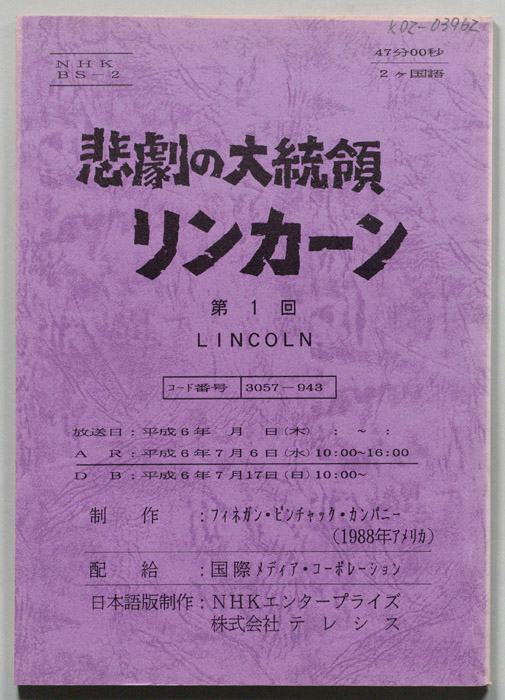 K02-03962
NHK
BS-2
47分00秒
2ヶ国語
悲劇の大統領
リンカーン
第1回
LINCOLN
コード番号 3057-943
放送日:平成6年 月 日(木) : ~ :
AR:平成6年7月6日(水)10:00~16:00
DB:平成6年7月17日(日)10:00~
制作:フィネガン・ピンチャック・カンパニー
(1988年アメリカ)
配給:国際メディア・コーポレーション
日本語版制作:NHKエンタープライズ
株式会社テレシス